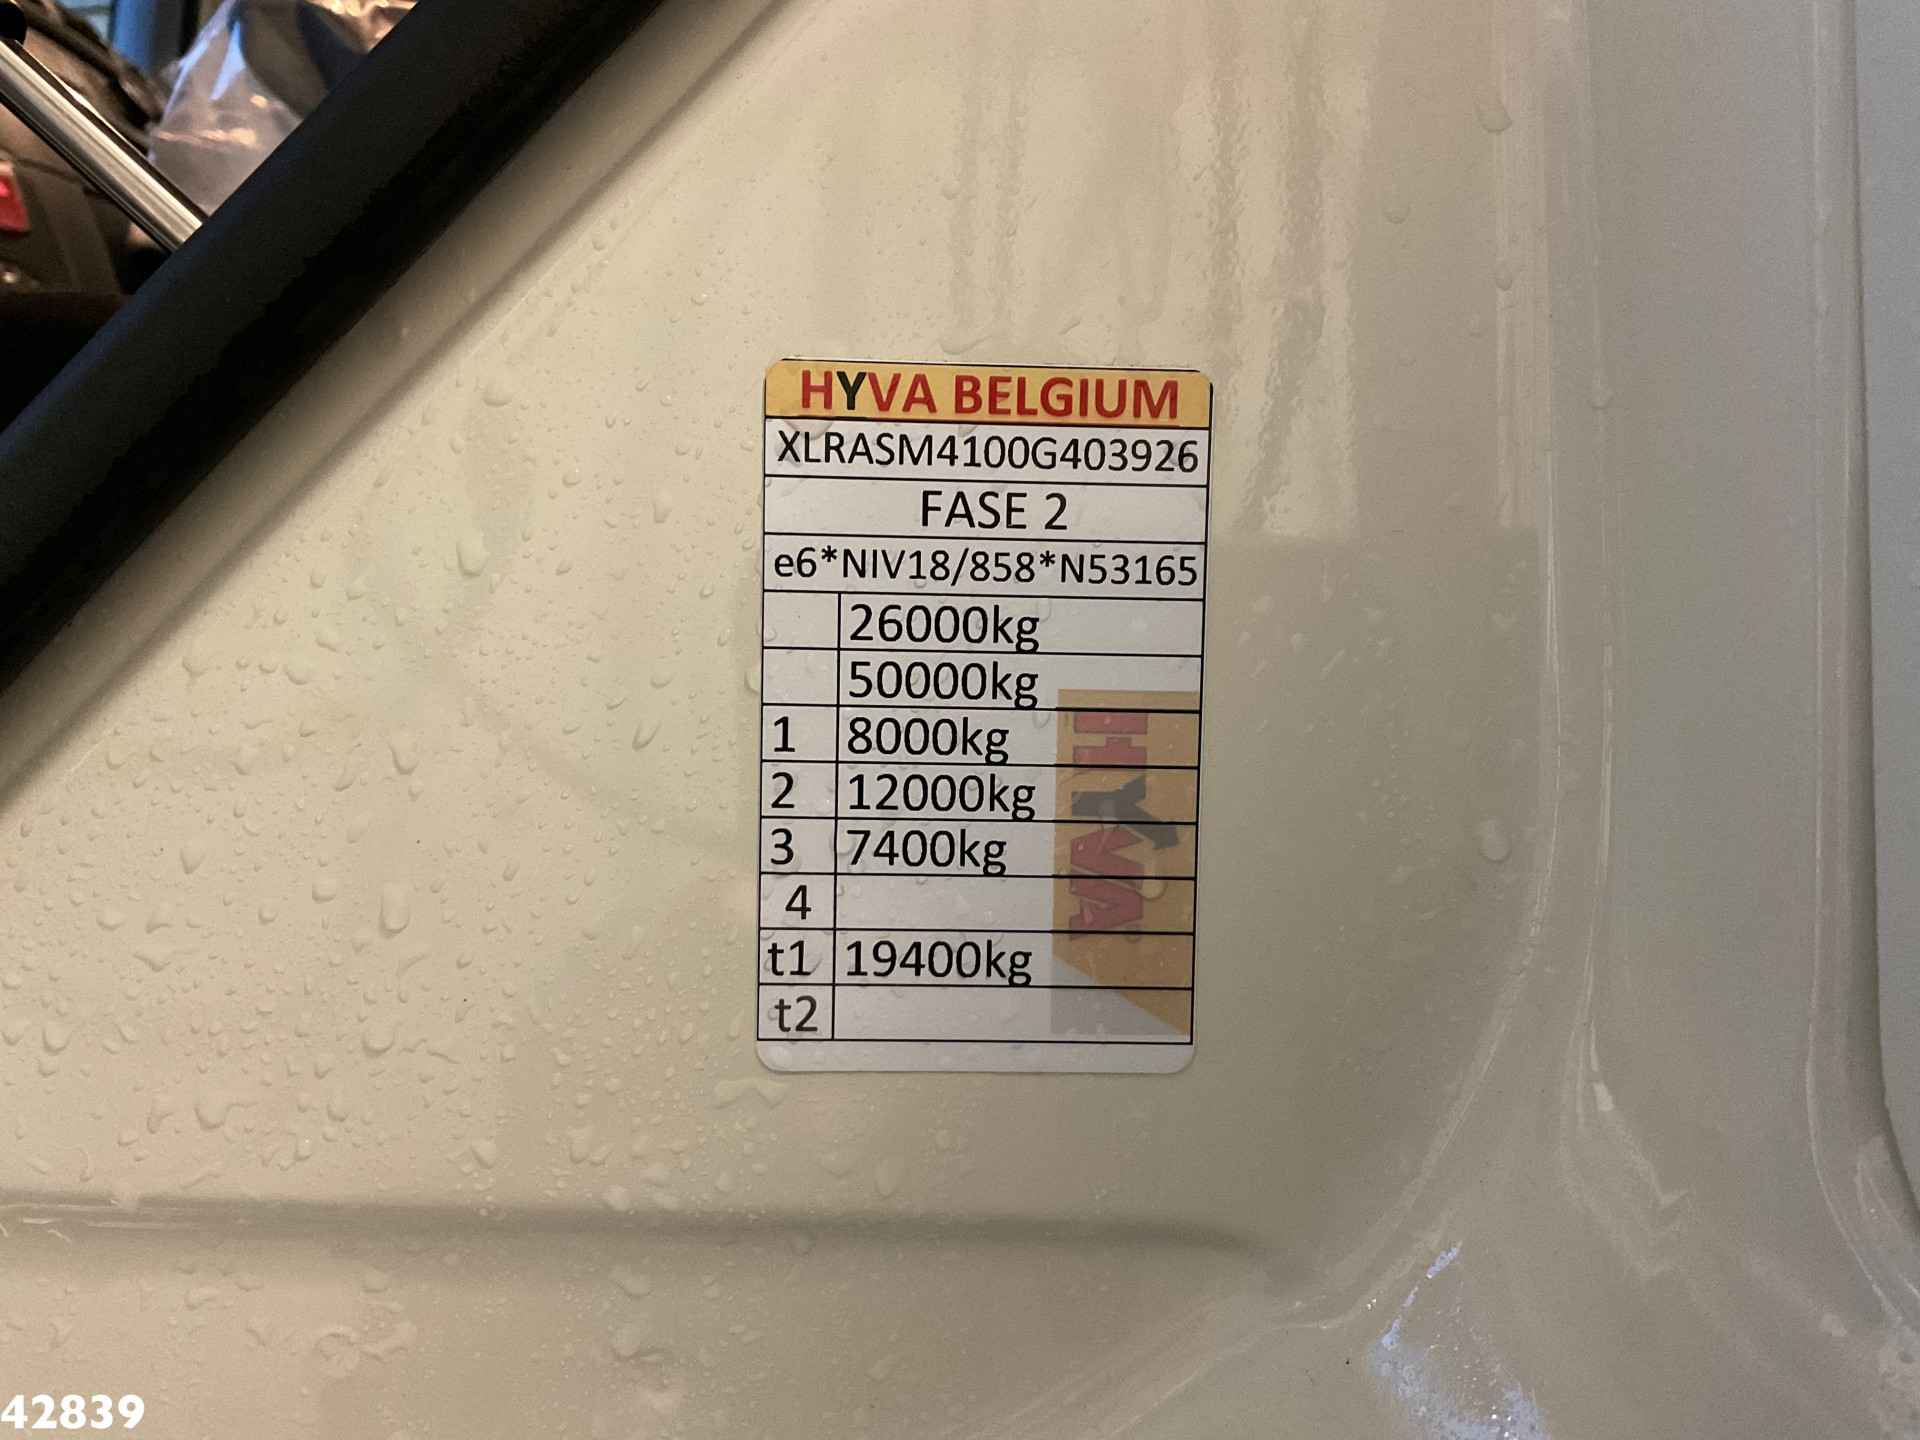 HYVA BELGIUM
XLRASM4100G403926
FASE 2
e6*NIV18/858*N53165
26000kg
50000kg
1 8000kg
2 12000kg
3 7400kg
4
t1 19400kg
t2
HYVA
42839